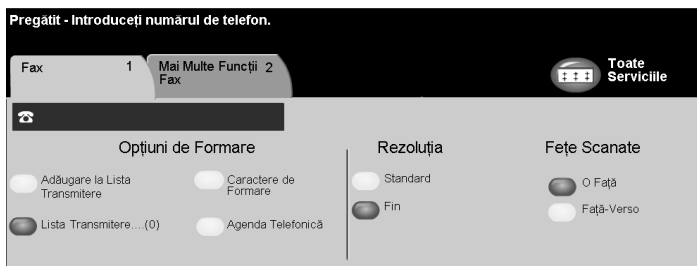 Pregătit - Introduceți numărul de telefon.
Fax 1
Mai Multe Funcții 2
Fax
Toate
Serviciile
Opțiuni de Formare
Adăugare la Lista
Transmitere
Caractere de
Formare
Lista Transmitere....(0)
Agenda Telefonică
Rezoluția
Standard
Fin
Fețe Scanate
O Față
Față-Verso